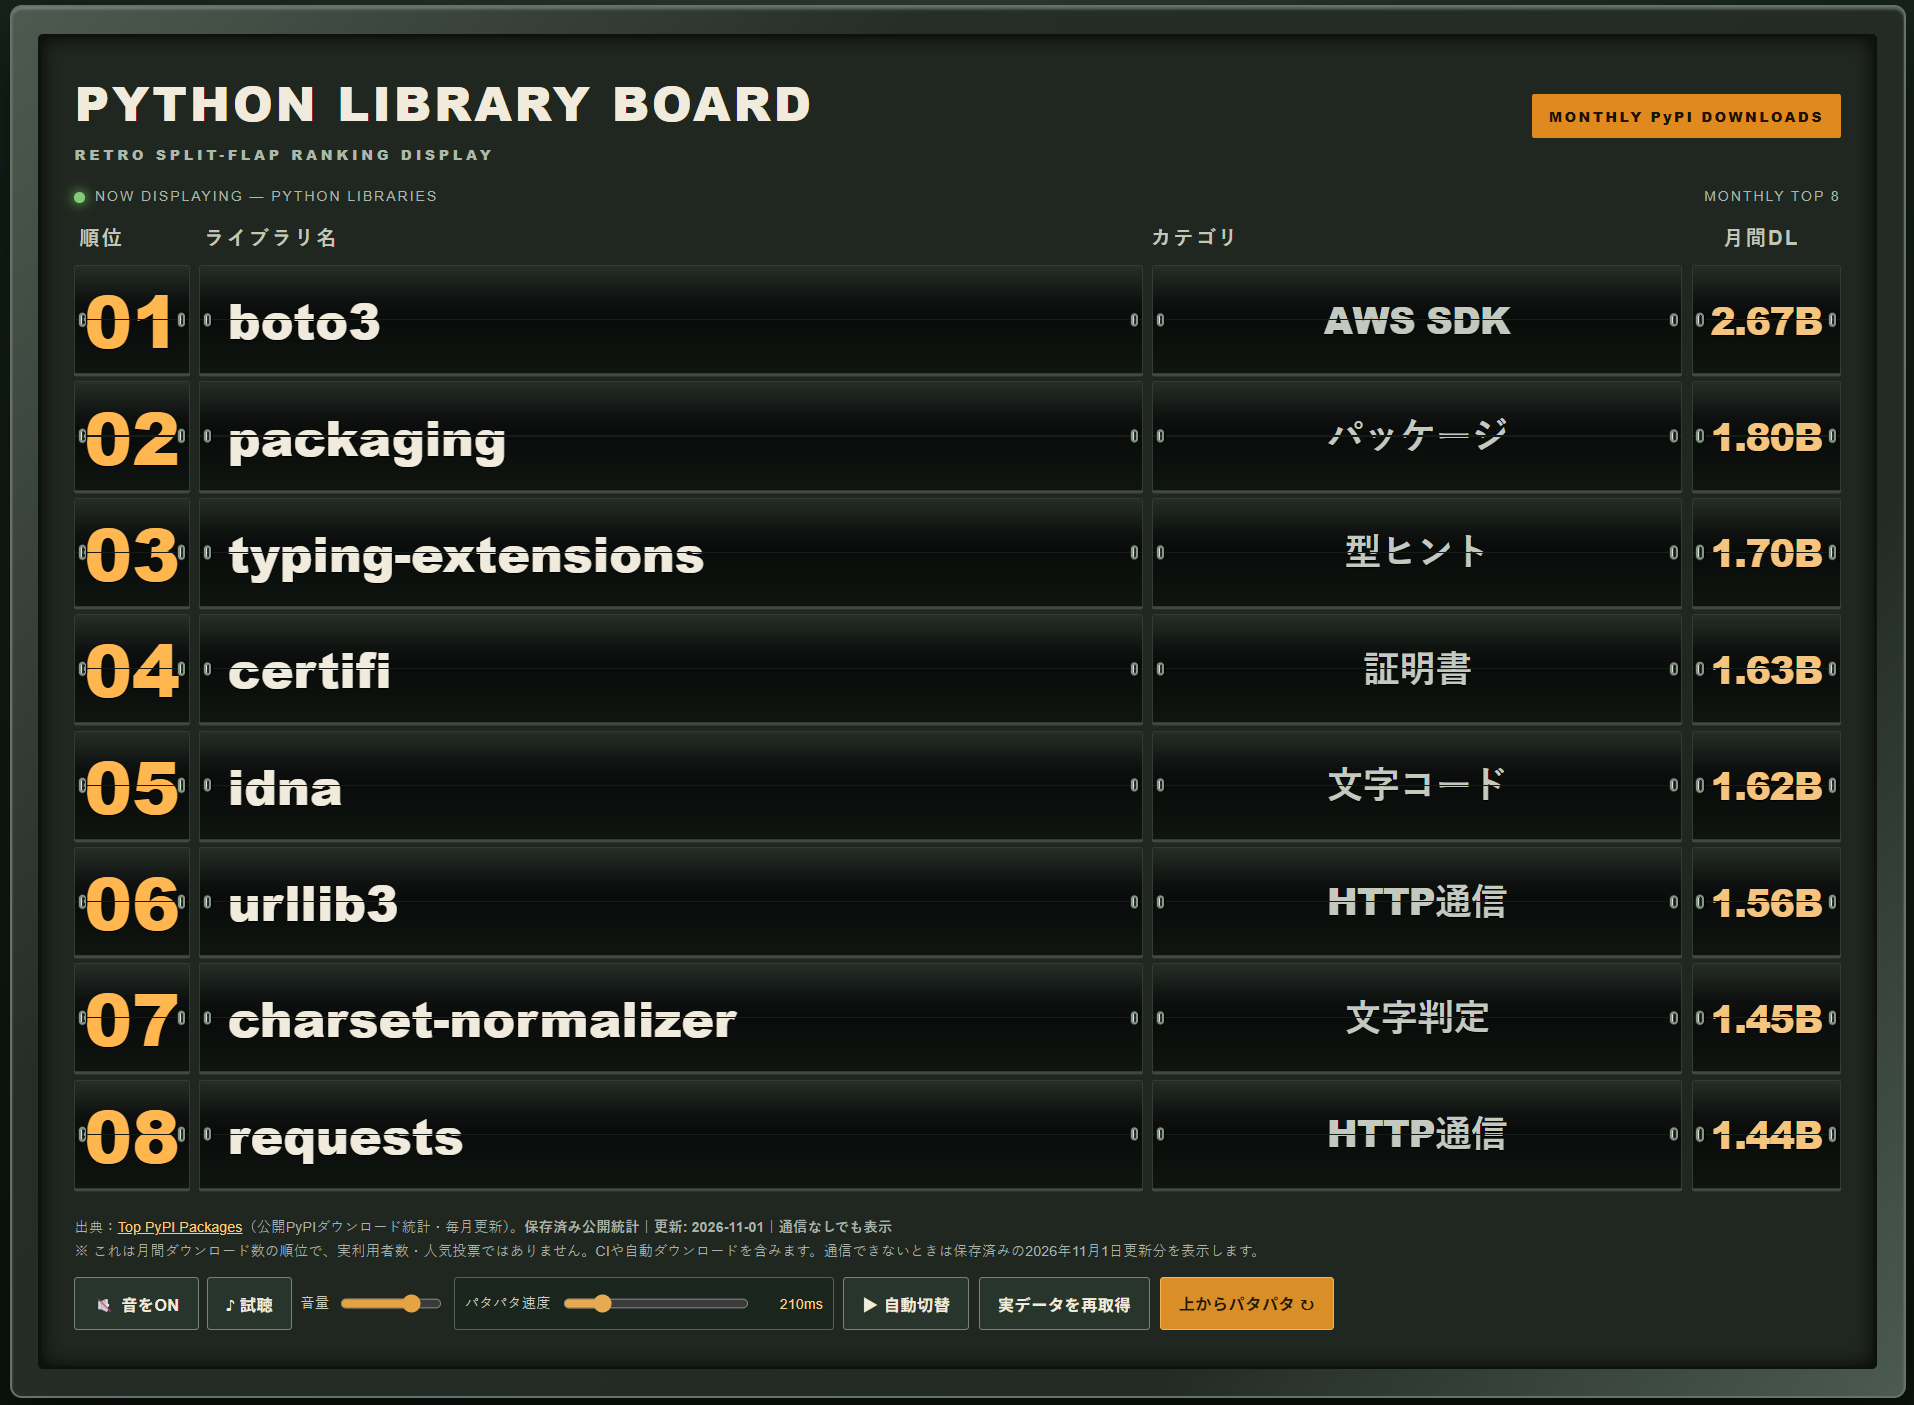 PYTHON LIBRARY BOARD
MONTHLY PyPI DOWNLOADS
RETRO SPLIT-FLAP RANKING DISPLAY
NOW DISPLAYING — PYTHON LIBRARIES
MONTHLY TOP 8
順位 ライブラリ名 カテゴリ 月間DL
01 boto3 AWS SDK 2.67B
02 packaging パッケージ 1.80B
03 typing-extensions 型ヒント 1.70B
04 certifi 証明書 1.63B
05 idna 文字コード 1.62B
06 urllib3 HTTP通信 1.56B
07 charset-normalizer 文字判定 1.45B
08 requests HTTP通信 1.44B
出典：Top PyPI Packages（公開PyPIダウンロード統計・毎月更新）。保存済み公開統計｜更新: 2026-11-01｜通信なしでも表示
※ これは月間ダウンロード数の順位で、実利用者数・人気投票ではありません。CIや自動ダウンロードを含みます。通信できないときは保存済みの2026年11月1日更新分を表示します。
🔇 音をON ♪ 試聴 音量 パタパタ速度 210ms ▶ 自動切替 実データを再取得 上からパタパタ ↻